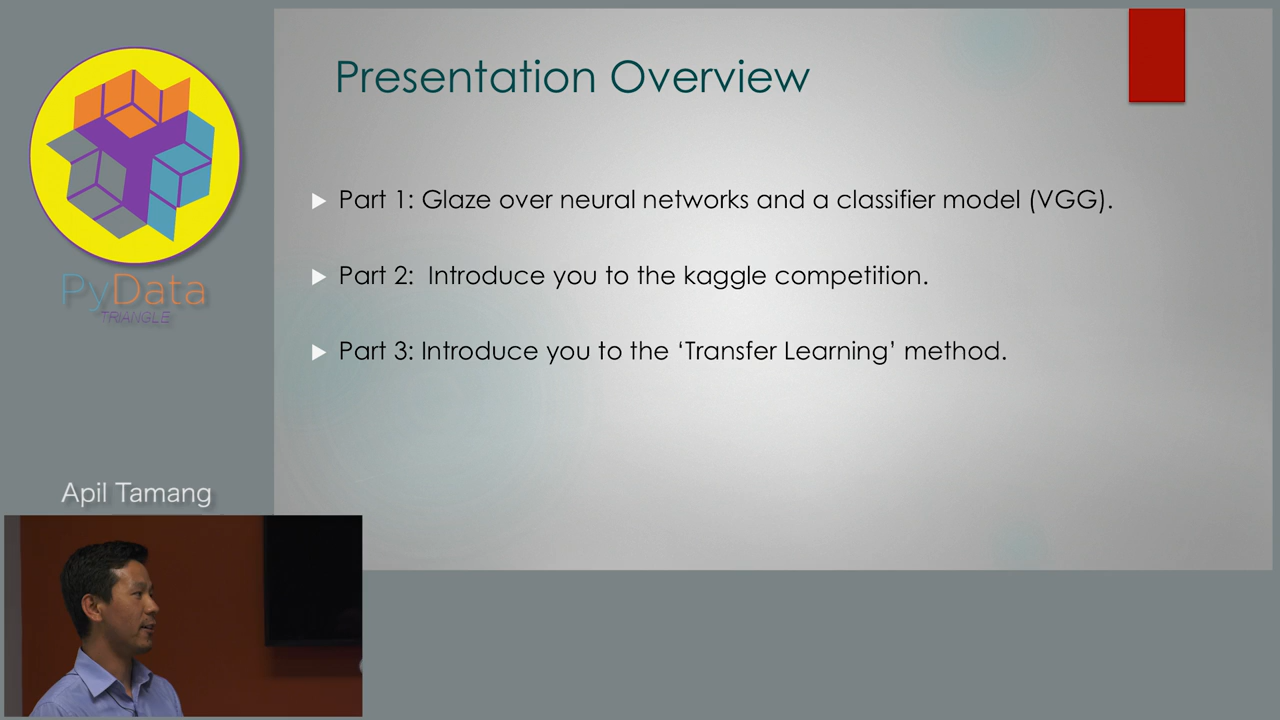 Presentation Overview
Part 1: Glaze over neural networks and a classifier model (VGG).
Part 2: Introduce you to the kaggle competition.
Part 3: Introduce you to the ‘Transfer Learning’ method.
PyData
TRIANGLE
Apil Tamang